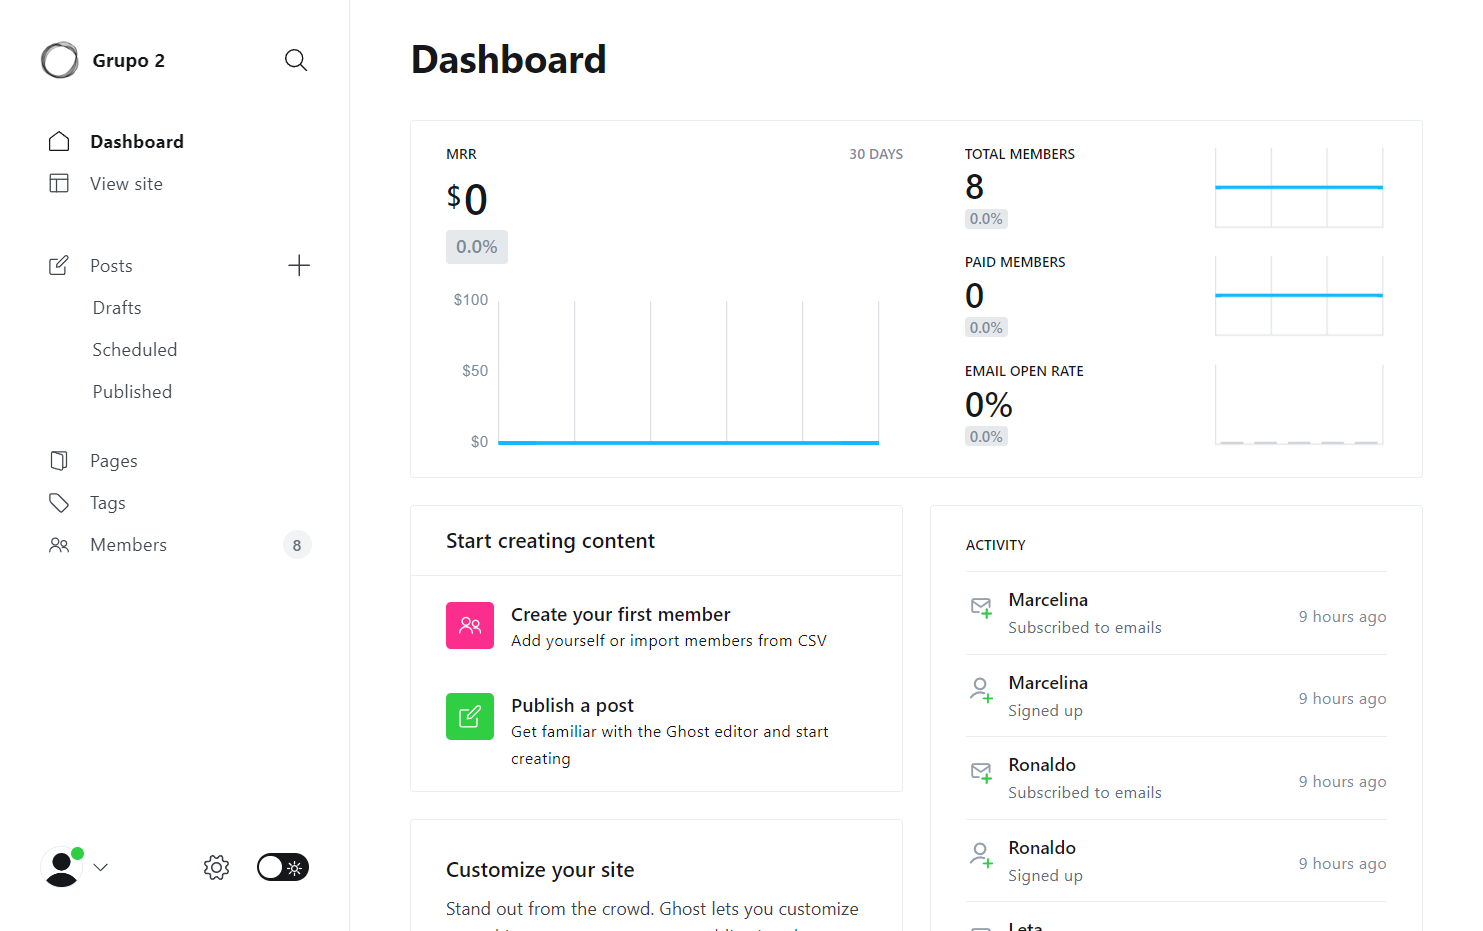 Grupo 2
Dashboard
View site
Posts
Drafts
Scheduled
Published
Pages
Tags
Members 8
Dashboard
MRR 30 DAYS
$0
0.0%
$100
$50
$0
TOTAL MEMBERS
8
0.0%
PAID MEMBERS
0
0.0%
EMAIL OPEN RATE
0%
0.0%
Start creating content
Create your first member
Add yourself or import members from CSV
Publish a post
Get familiar with the Ghost editor and start
creating
Customize your site
Stand out from the crowd. Ghost lets you customize
ACTIVITY
Marcelina
Subscribed to emails
9 hours ago
Marcelina
Signed up
9 hours ago
Ronaldo
Subscribed to emails
9 hours ago
Ronaldo
Signed up
9 hours ago
Leta